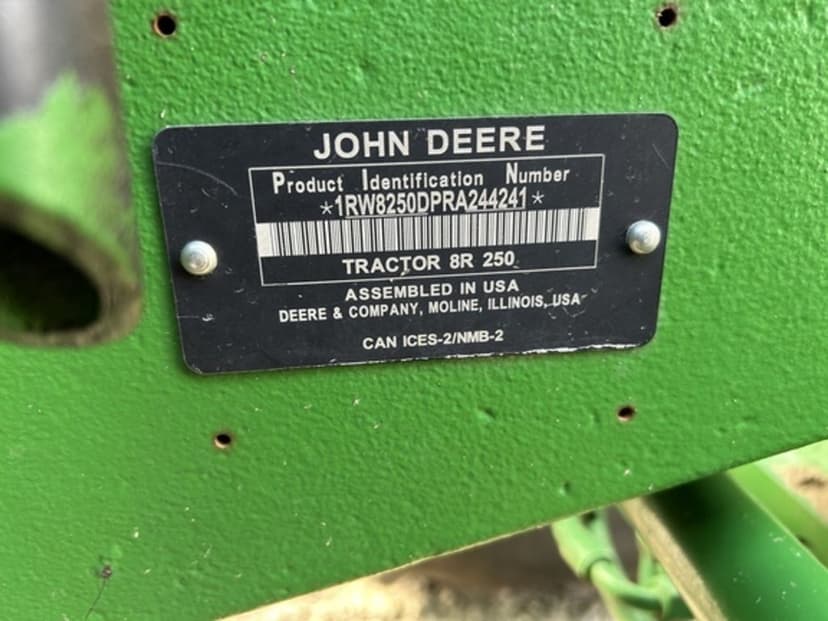 JOHN DEERE
Product Identification Number
*1RW8250DPRA244241*
TRACTOR 8R 250
ASSEMBLED IN USA
DEERE & COMPANY, MOLINE, ILLINOIS, USA
CAN ICES-2/NMB-2